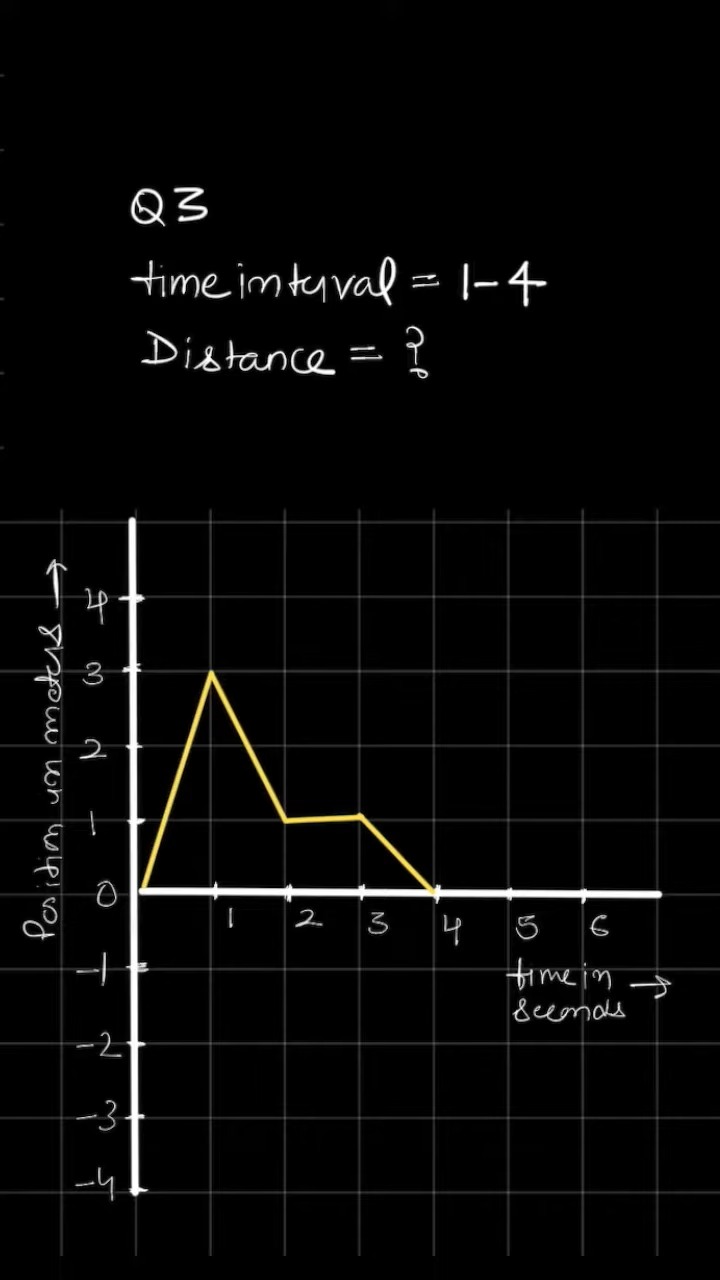 Q3
time interval = 1-4
Distance = ?
Position in meters →
4
3
2
1
0
-1
-2
-3
-4
1 2 3 4 5 6
time in →
seconds